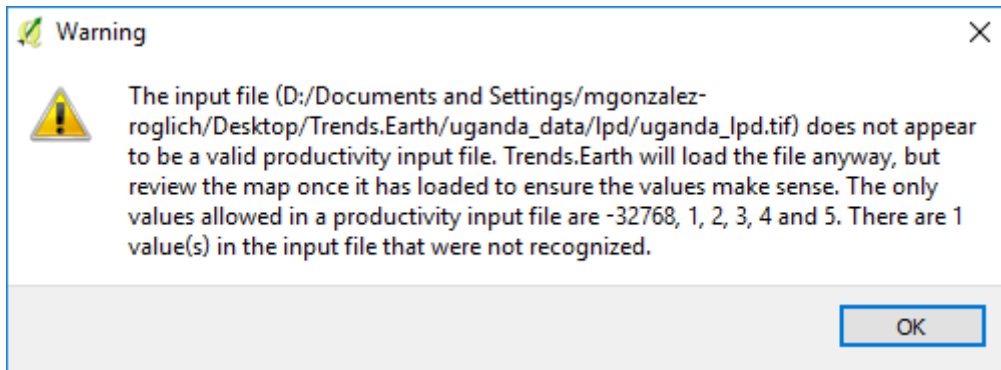 Warning
The input file (D:/Documents and Settings/mgonzalez-
roglich/Desktop/Trends.Earth/uganda_data/lpd/uganda_lpd.tif) does not appear
to be a valid productivity input file. Trends.Earth will load the file anyway, but
review the map once it has loaded to ensure the values make sense. The only
values allowed in a productivity input file are -32768, 1, 2, 3, 4 and 5. There are 1
value(s) in the input file that were not recognized.
OK